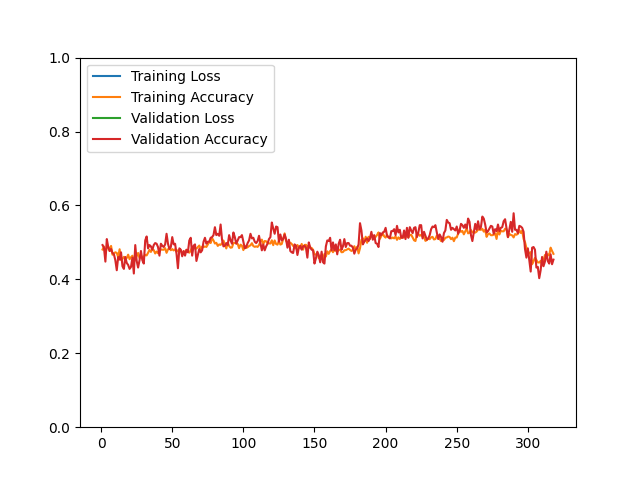 1.0
0.8
0.6
0.4
0.2
0.0
Training Loss
Training Accuracy
Validation Loss
Validation Accuracy
0 50 100 150 200 250 300